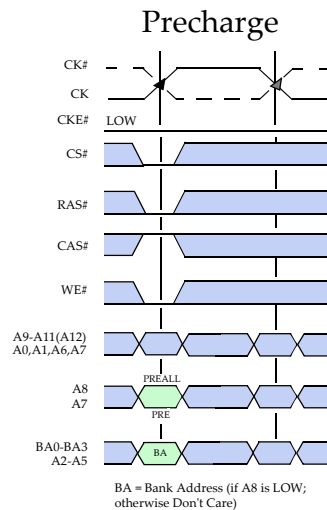 Precharge
CK#
CK
CKE# LOW
CS#
RAS#
CAS#
WE#
A9-A11(A12)
A0,A1,A6,A7
PREALL
A8
A7
PRE
BA0-BA3
A2-A5
BA
BA = Bank Address (if A8 is LOW;
otherwise Don't Care)